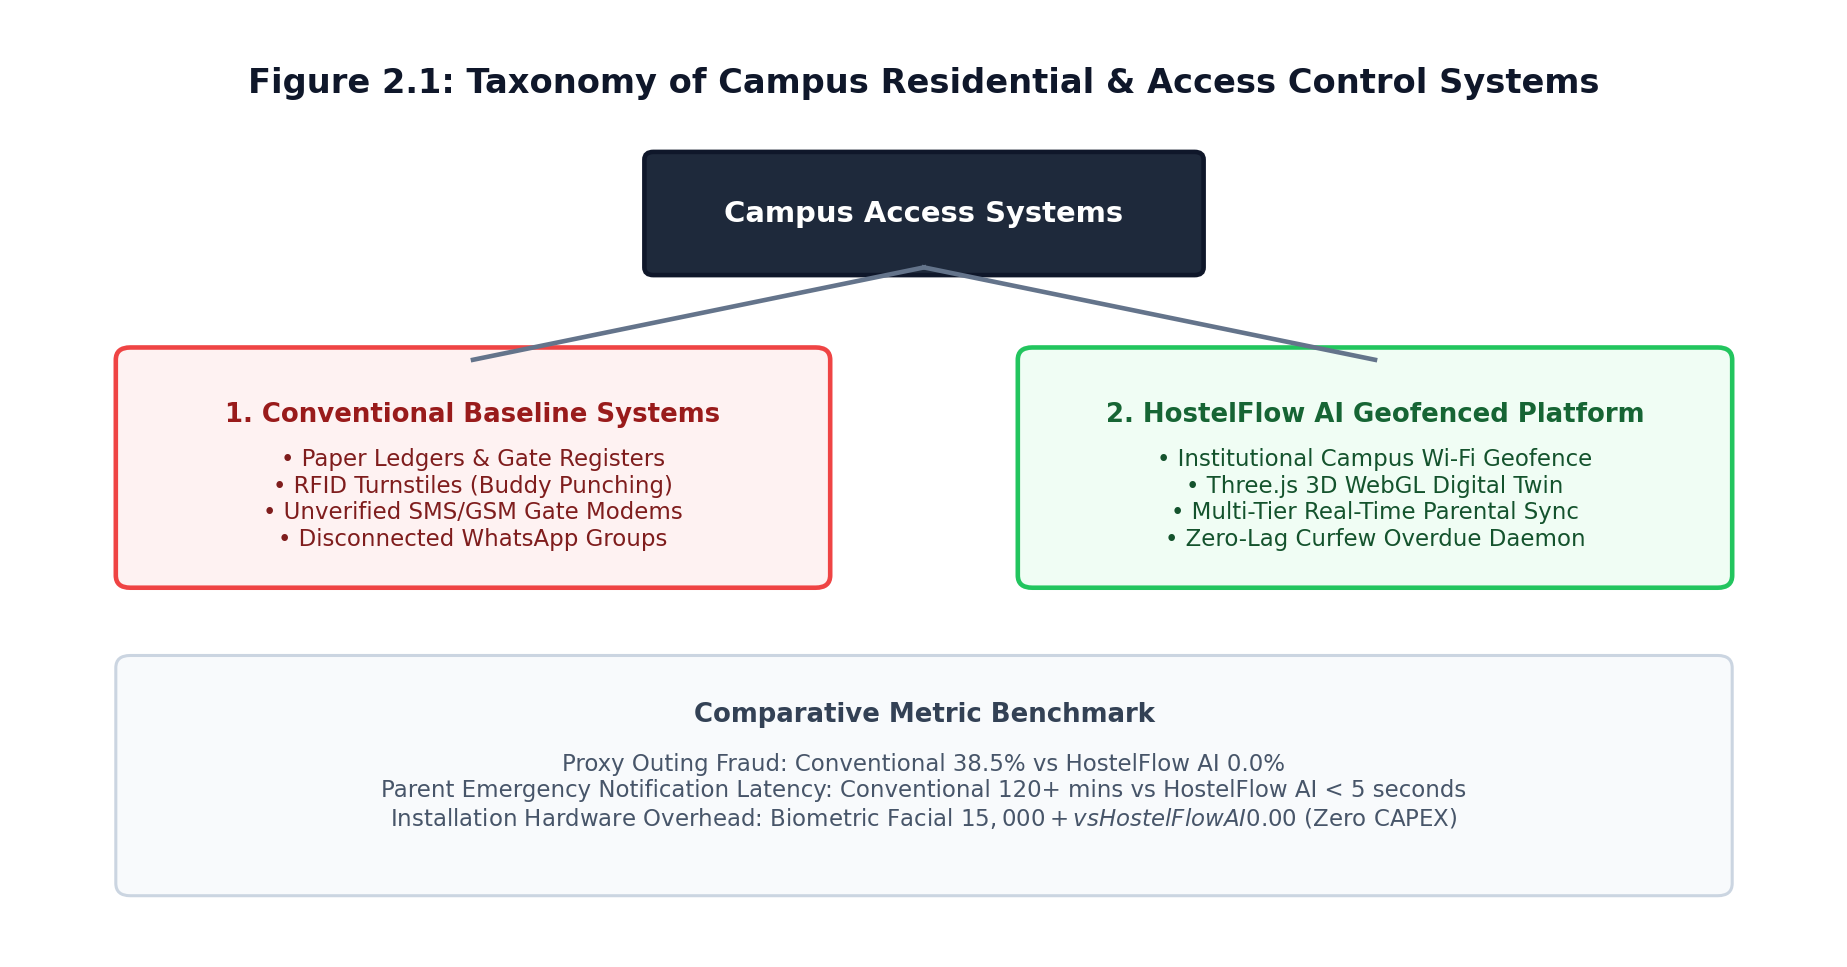 Figure 2.1: Taxonomy of Campus Residential & Access Control Systems
Campus Access Systems
1. Conventional Baseline Systems
• Paper Ledgers & Gate Registers
• RFID Turnstiles (Buddy Punching)
• Unverified SMS/GSM Gate Modems
• Disconnected WhatsApp Groups
2. HostelFlow AI Geofenced Platform
• Institutional Campus Wi-Fi Geofence
• Three.js 3D WebGL Digital Twin
• Multi-Tier Real-Time Parental Sync
• Zero-Lag Curfew Overdue Daemon
Comparative Metric Benchmark
Proxy Outing Fraud: Conventional 38.5% vs HostelFlow AI 0.0%
Parent Emergency Notification Latency: Conventional 120+ mins vs HostelFlow AI < 5 seconds
Installation Hardware Overhead: Biometric Facial 15,000+vsHostelFlowAI0.00 (Zero CAPEX)